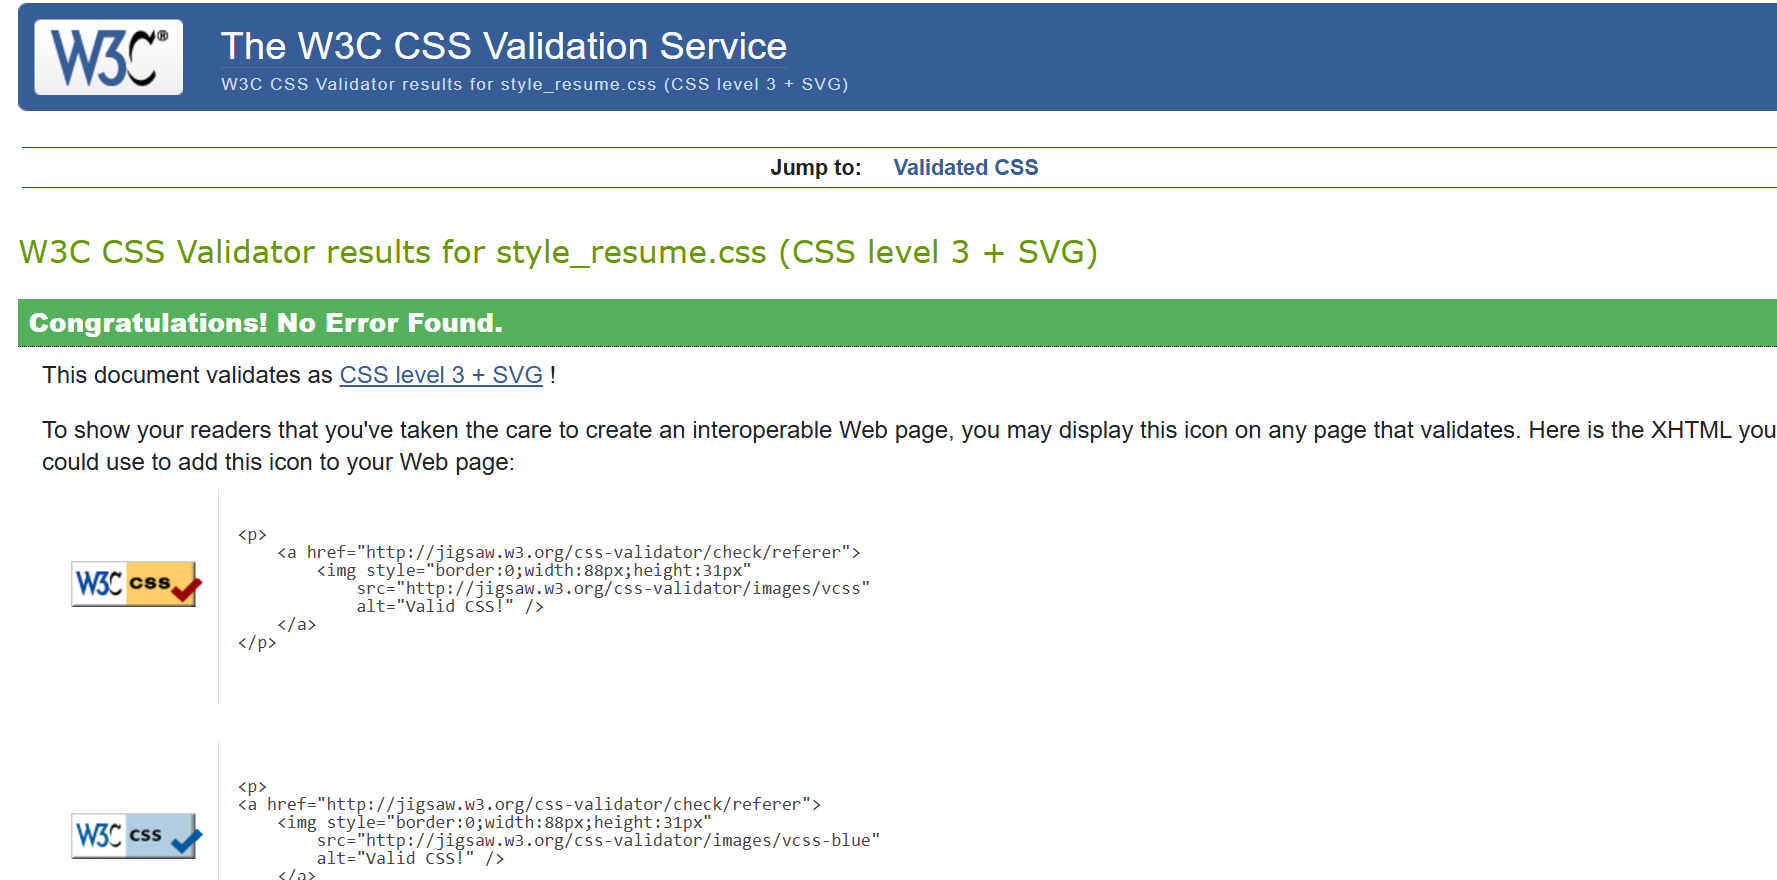 W3C®
The W3C CSS Validation Service
W3C CSS Validator results for style_resume.css (CSS level 3 + SVG)
Jump to: Validated CSS
W3C CSS Validator results for style_resume.css (CSS level 3 + SVG)
Congratulations! No Error Found.
This document validates as CSS level 3 + SVG !
To show your readers that you've taken the care to create an interoperable Web page, you may display this icon on any page that validates. Here is the XHTML you
could use to add this icon to your Web page:
W3C css
<p>
<a href="http://jigsaw.w3.org/css-validator/check/referer">
<img style="border:0;width:88px;height:31px"
src="http://jigsaw.w3.org/css-validator/images/vcss"
alt="Valid CSS!" />
</a>
</p>
W3C css
<p>
<a href="http://jigsaw.w3.org/css-validator/check/referer">
<img style="border:0;width:88px;height:31px"
src="http://jigsaw.w3.org/css-validator/images/vcss-blue"
alt="Valid CSS!" />
</a>